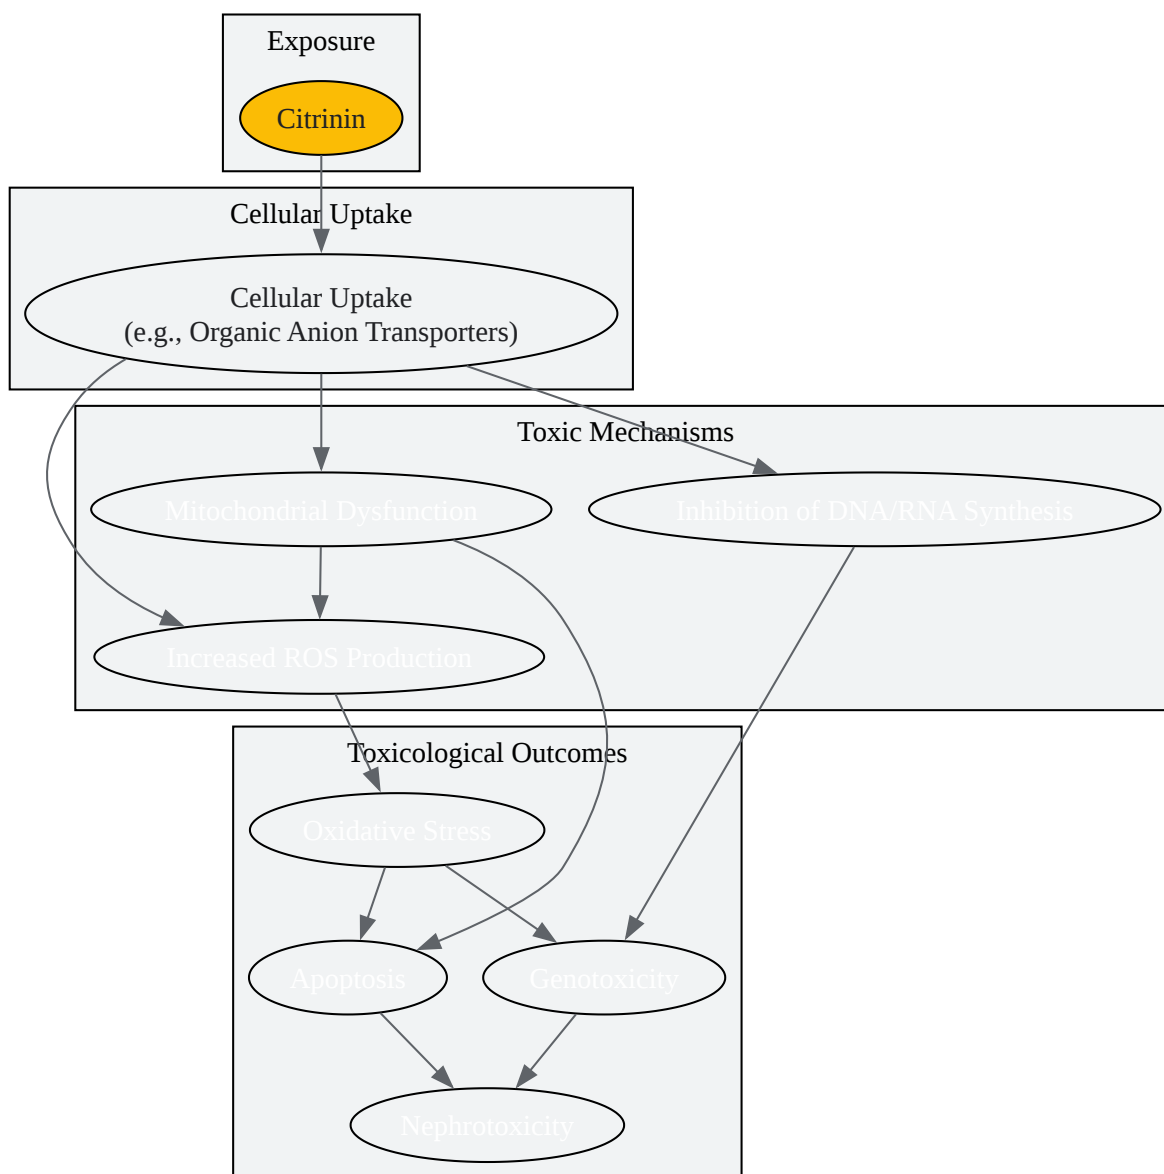 Exposure
Citrinin
Cellular Uptake
Cellular Uptake
(e.g., Organic Anion Transporters)
Toxic Mechanisms
Mitochondrial Dysfunction
Inhibition of DNA/RNA Synthesis
Increased ROS Production
Toxicological Outcomes
Oxidative Stress
Apoptosis
Genotoxicity
Nephrotoxicity